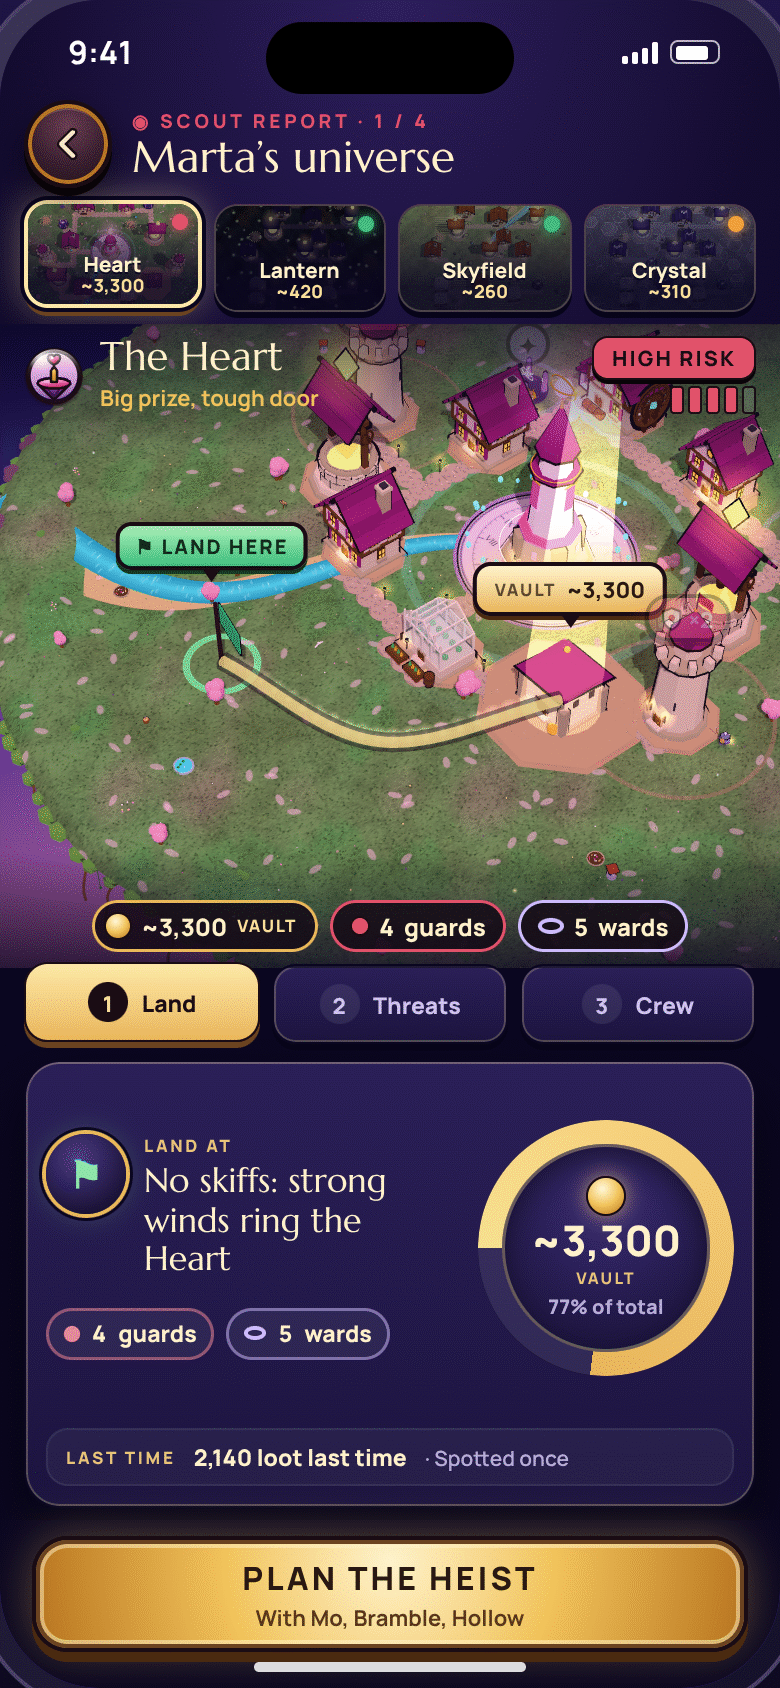 9:41
SCOUT REPORT · 1 / 4
Marta’s universe
Heart
~3,300
Lantern
~420
Skyfield
~260
Crystal
~310
The Heart
Big prize, tough door
HIGH RISK
LAND HERE
VAULT ~3,300
~3,300 VAULT
4 guards
5 wards
1 Land
2 Threats
3 Crew
LAND AT
No skiffs: strong
winds ring the
Heart
4 guards
5 wards
~3,300
VAULT
77% of total
LAST TIME 2,140 loot last time · Spotted once
PLAN THE HEIST
With Mo, Bramble, Hollow